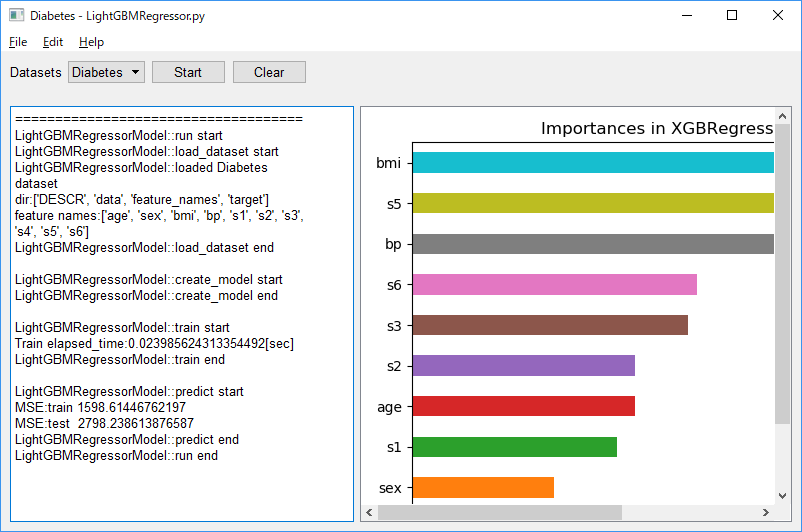 Diabetes - LightGBMRegressor.py
File Edit Help
Datasets Diabetes Start Clear
====================================
LightGBMRegressorModel::run start
LightGBMRegressorModel::load_dataset start
LightGBMRegressorModel::loaded Diabetes
dataset
dir:['DESCR', 'data', 'feature_names', 'target']
feature names:['age', 'sex', 'bmi', 'bp', 's1', 's2', 's3',
's4', 's5', 's6']
LightGBMRegressorModel::load_dataset end
LightGBMRegressorModel::create_model start
LightGBMRegressorModel::create_model end
LightGBMRegressorModel::train start
Train elapsed_time:0.023985624313354492[sec]
LightGBMRegressorModel::train end
LightGBMRegressorModel::predict start
MSE:train 1598.61446762197
MSE:test  2798.238613876587
LightGBMRegressorModel::predict end
LightGBMRegressorModel::run end
Importances in XGBRegress
bmi
s5
bp
s6
s3
s2
age
s1
sex